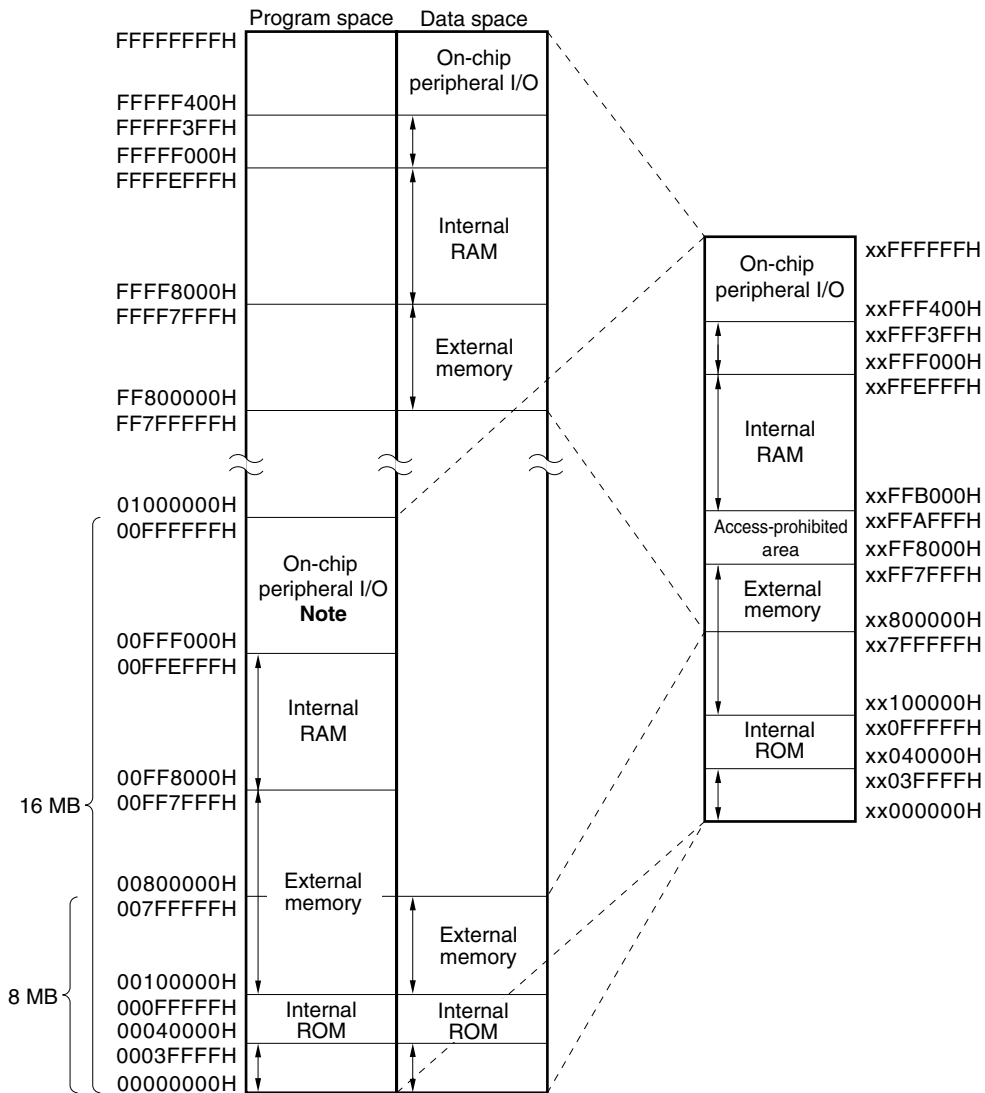 Program space
Data space
FFFFFFFFH
On-chip
peripheral I/O
FFFFF400H
FFFFF3FFH
FFFFF000H
FFFFEFFFH
Internal
RAM
FFFF8000H
FFFF7FFFH
External
memory
FF800000H
FF7FFFFFH
01000000H
00FFFFFFH
On-chip
peripheral I/O
Note
00FFF000H
00FFEFFFH
Internal
RAM
00FF8000H
00FF7FFFH
16 MB
00800000H
007FFFFFH
External
memory
External
memory
8 MB
00100000H
000FFFFFH
00040000H
Internal
ROM
Internal
ROM
0003FFFFH
00000000H
On-chip
peripheral I/O
xxFFFFFFH
xxFFF400H
xxFFF3FFH
xxFFF000H
xxFFEFFFH
Internal
RAM
xxFFB000H
xxFFAFFFH
Access-prohibited
area
xxFF8000H
xxFF7FFFH
External
memory
xx800000H
xx7FFFFFH
xx100000H
xx0FFFFFH
Internal
ROM
xx040000H
xx03FFFFH
xx000000H